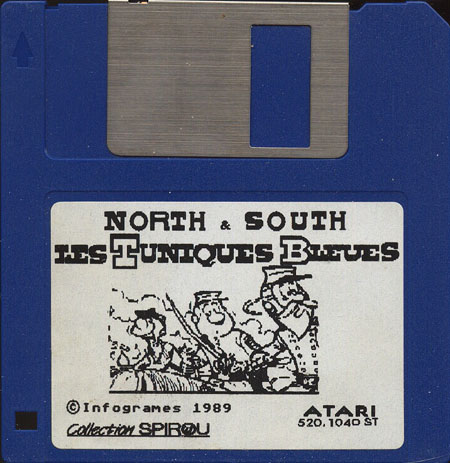 NORTH & SOUTH
LES TUNIQUES BLEUES
©Infogrames 1989
ATARI
520, 1040 ST
Collection SPIROU